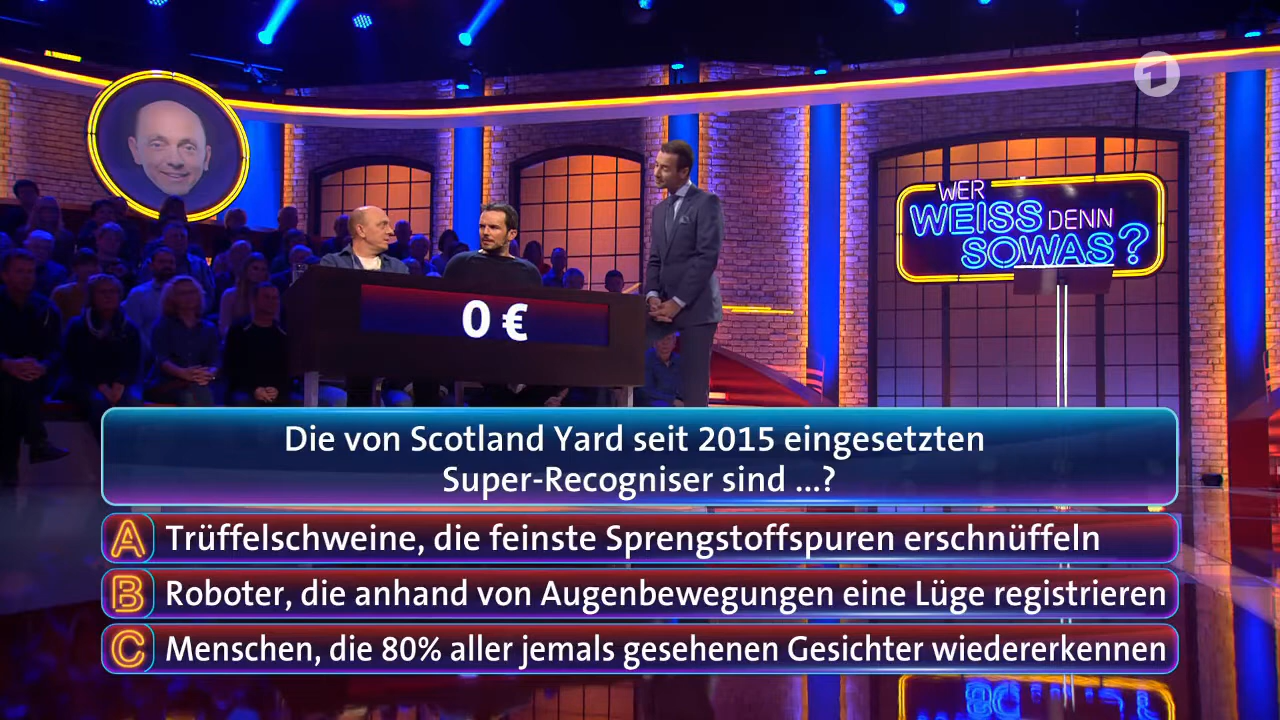 1
WER
WEISS DENN
SOWAS?
0 €
Die von Scotland Yard seit 2015 eingesetzten
Super-Recogniser sind ...?
A Trüffelschweine, die feinste Sprengstoffspuren erschnüffeln
B Roboter, die anhand von Augenbewegungen eine Lüge registrieren
C Menschen, die 80% aller jemals gesehenen Gesichter wiedererkennen